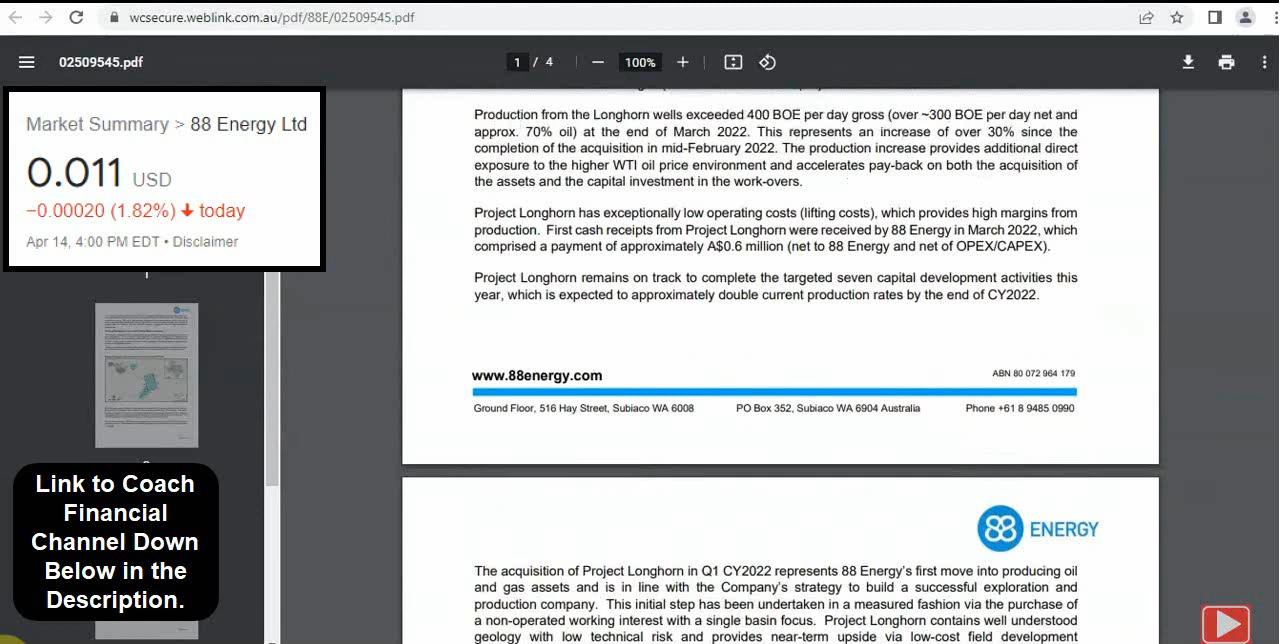 wcsecure.weblink.com.au/pdf/88E/02509545.pdf
02509545.pdf
1 / 4
100%
Market Summary > 88 Energy Ltd
0.011 USD
−0.00020 (1.82%) ↓ today
Apr 14, 4:00 PM EDT • Disclaimer
1
Production from the Longhorn wells exceeded 400 BOE per day gross (over ~300 BOE per day net and
approx. 70% oil) at the end of March 2022. This represents an increase of over 30% since the
completion of the acquisition in mid-February 2022. The production increase provides additional direct
exposure to the higher WTI oil price environment and accelerates pay-back on both the acquisition of
the assets and the capital investment in the work-overs.
Project Longhorn has exceptionally low operating costs (lifting costs), which provides high margins from
production. First cash receipts from Project Longhorn were received by 88 Energy in March 2022, which
comprised a payment of approximately A$0.6 million (net to 88 Energy and net of OPEX/CAPEX).
Project Longhorn remains on track to complete the targeted seven capital development activities this
year, which is expected to approximately double current production rates by the end of CY2022.
www.88energy.com
ABN 80 072 964 179
Ground Floor, 516 Hay Street, Subiaco WA 6008
PO Box 352, Subiaco WA 6904 Australia
Phone +61 8 9485 0990
Link to Coach
Financial
Channel Down
Below in the
Description.
88 ENERGY
The acquisition of Project Longhorn in Q1 CY2022 represents 88 Energy's first move into producing oil
and gas assets and is in line with the Company's strategy to build a successful exploration and
production company. This initial step has been undertaken in a measured fashion via the purchase of
a non-operated working interest with a single basin focus. Project Longhorn contains well understood
geology with low technical risk and provides near-term upside via low-cost field development